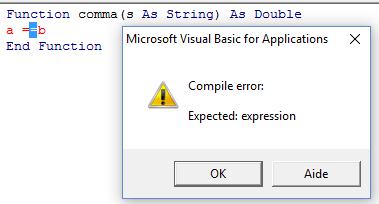 Function comma(s As String) As Double
a ==b
End Function
Microsoft Visual Basic for Applications
Compile error:
Expected: expression
OK
Aide